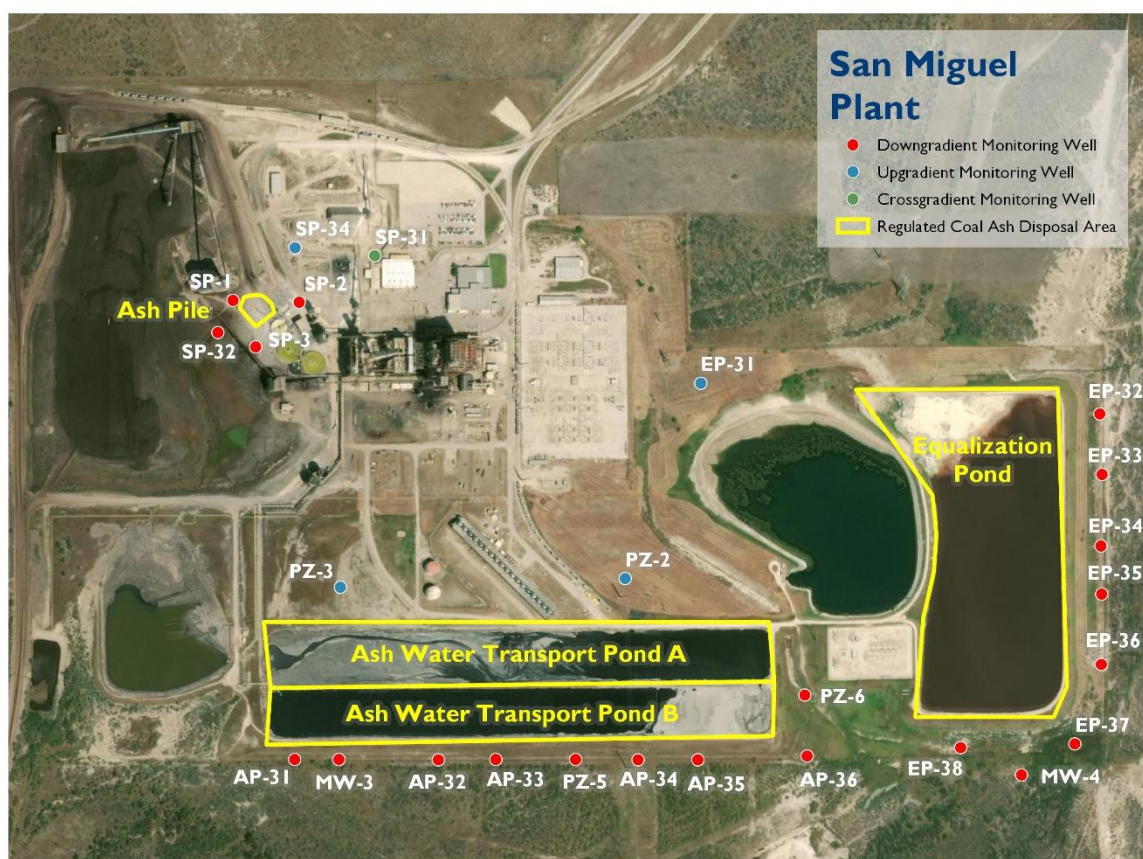 San Miguel
Plant
Downgradient Monitoring Well
Upgradient Monitoring Well
Crossgradient Monitoring Well
Regulated Coal Ash Disposal Area
SP-34
SP-31
SP-1
SP-2
Ash Pile
SP-32
SP-3
EP-31
EP-32
Equalization
Pond
EP-33
EP-34
EP-35
PZ-3
PZ-2
EP-36
Ash Water Transport Pond A
Ash Water Transport Pond B
PZ-6
EP-37
EP-38
MW-4
AP-31
MW-3
AP-32
AP-33
PZ-5
AP-34
AP-35
AP-36